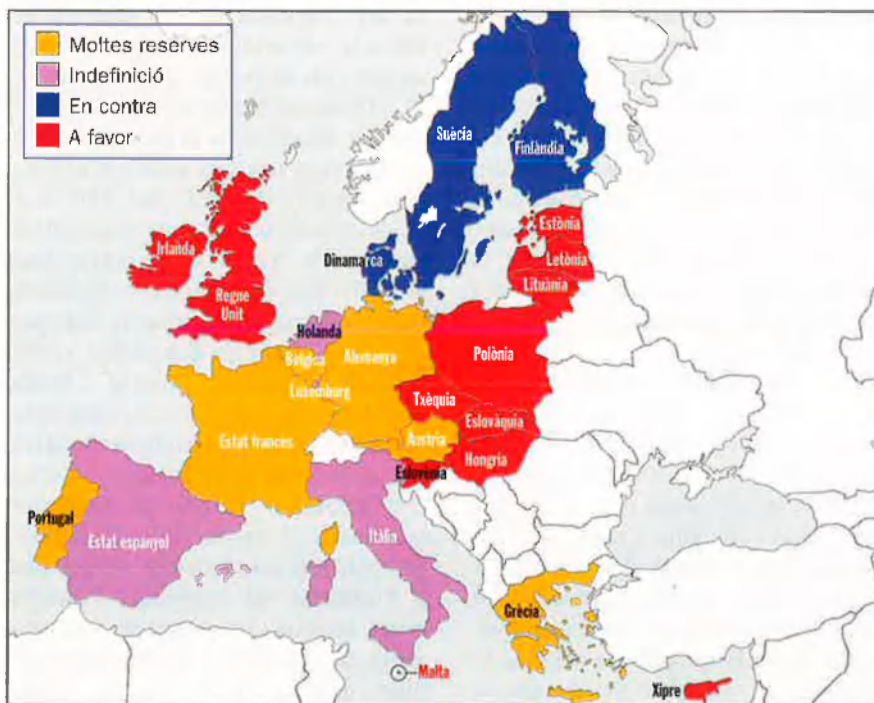 Moltes reserves
Indefinició
En contra
A favor
Suècia
Finlàndia
Estònia
Letònia
Lituània
Irlanda
Dinamarca
Regne
Unit
Holanda
Bèlgica
Alemanya
Polònia
Luxemburg
Txèquia
Eslovàquia
Estat francès
Àustria
Hongria
Eslovènia
Portugal
Estat espanyol
Itàlia
Grècia
Malta
Xipre